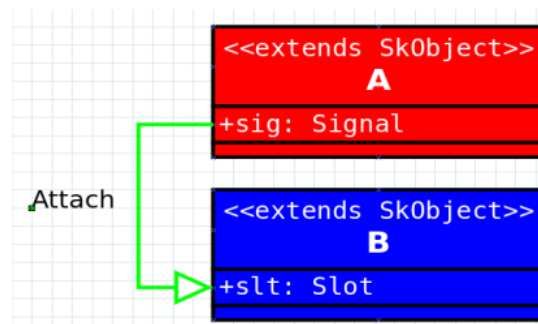 <<extends SkObject>>
A
+sig: Signal
Attach
<<extends SkObject>>
B
+slt: Slot